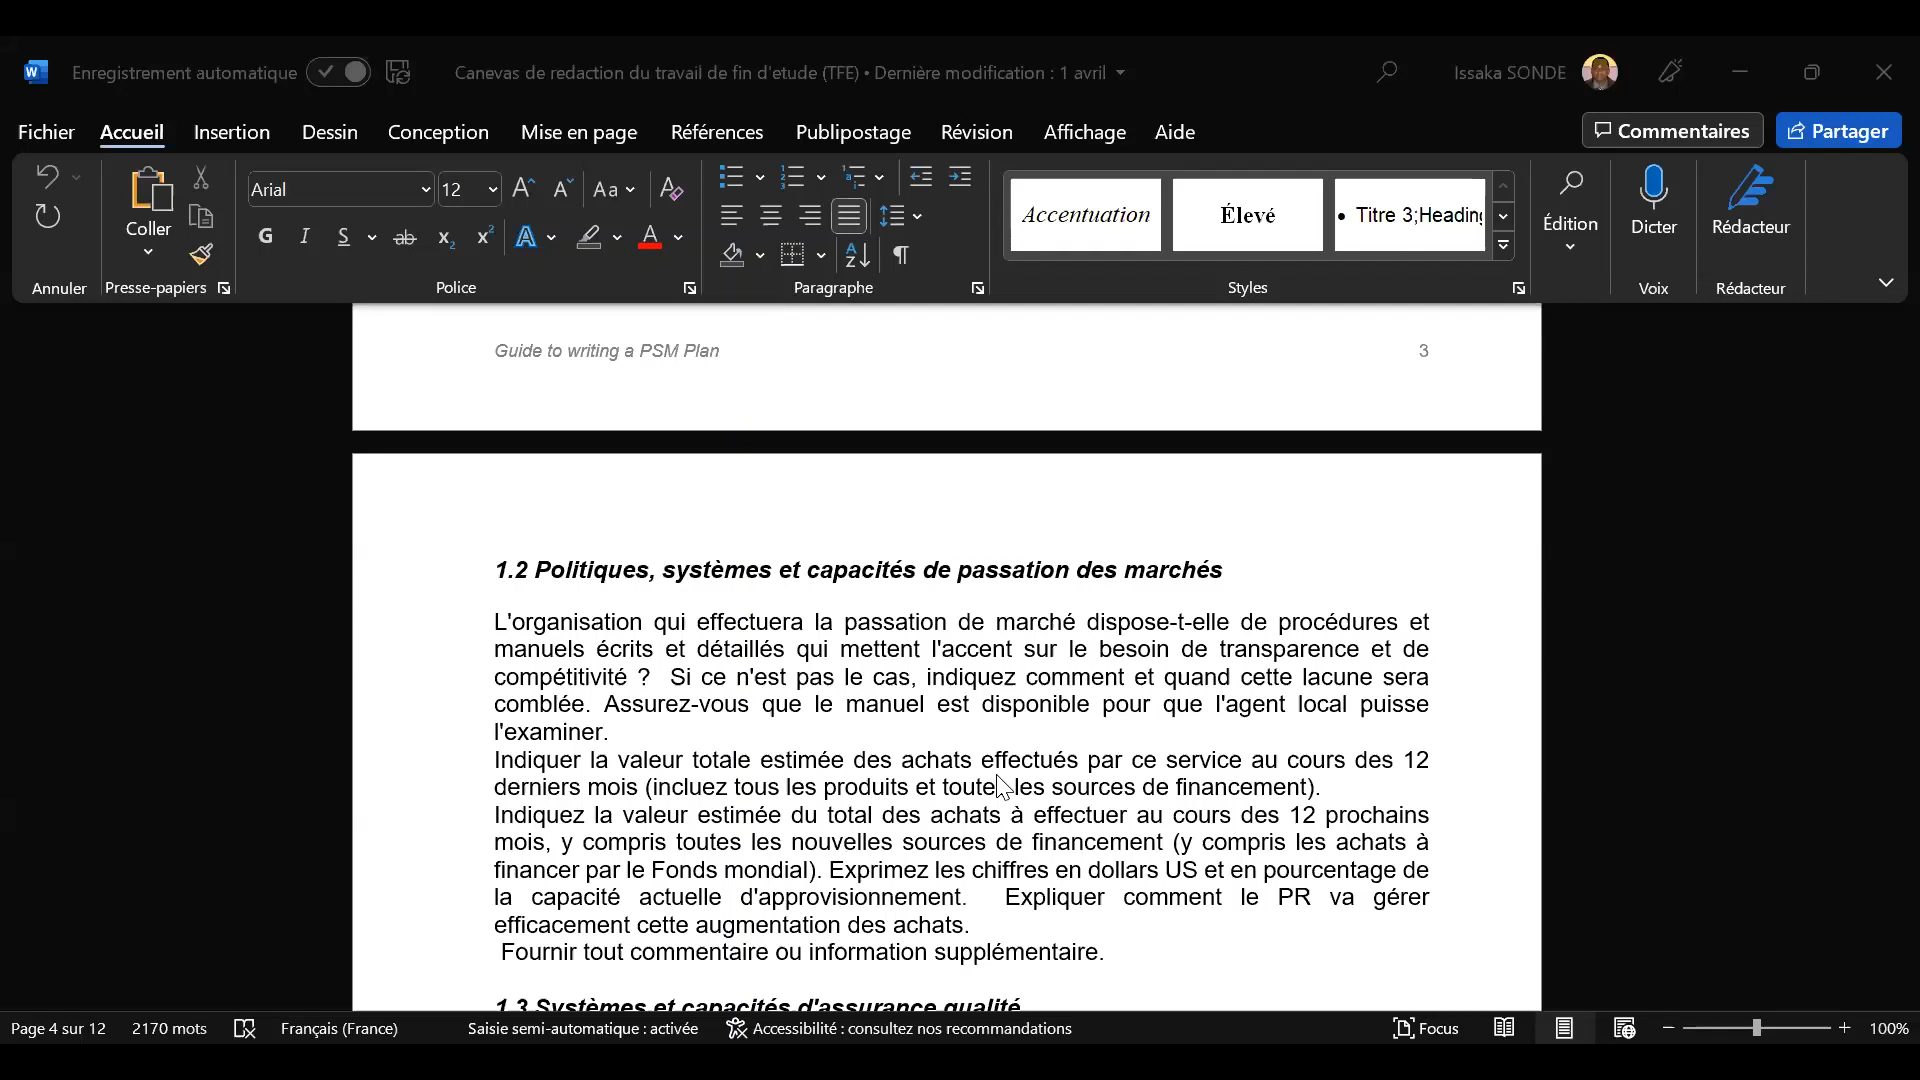 Enregistrement automatique
Canevas de redaction du travail de fin d'etude (TFE) • Dernière modification : 1 avril
Issaka SONDE
Fichier Accueil Insertion Dessin Conception Mise en page Références Publipostage Révision Affichage Aide
Commentaires Partager
Coller
Arial 12
Accentuation Élevé • Titre 3;Heading
Édition Dicter Rédacteur
Annuler Presse-papiers Police Paragraphe Styles Voix Rédacteur
Guide to writing a PSM Plan 3
1.2 Politiques, systèmes et capacités de passation des marchés
L'organisation qui effectuera la passation de marché dispose-t-elle de procédures et
manuels écrits et détaillés qui mettent l'accent sur le besoin de transparence et de
compétitivité ? Si ce n'est pas le cas, indiquez comment et quand cette lacune sera
comblée. Assurez-vous que le manuel est disponible pour que l'agent local puisse
l'examiner.
Indiquer la valeur totale estimée des achats effectués par ce service au cours des 12
derniers mois (incluez tous les produits et toutes les sources de financement).
Indiquez la valeur estimée du total des achats à effectuer au cours des 12 prochains
mois, y compris toutes les nouvelles sources de financement (y compris les achats à
financer par le Fonds mondial). Exprimez les chiffres en dollars US et en pourcentage de
la capacité actuelle d'approvisionnement. Expliquer comment le PR va gérer
efficacement cette augmentation des achats.
Fournir tout commentaire ou information supplémentaire.
1.3 Systèmes et capacités d'assurance qualité
Page 4 sur 12 2170 mots Français (France) Saisie semi-automatique : activée Accessibilité : consultez nos recommandations Focus 100%